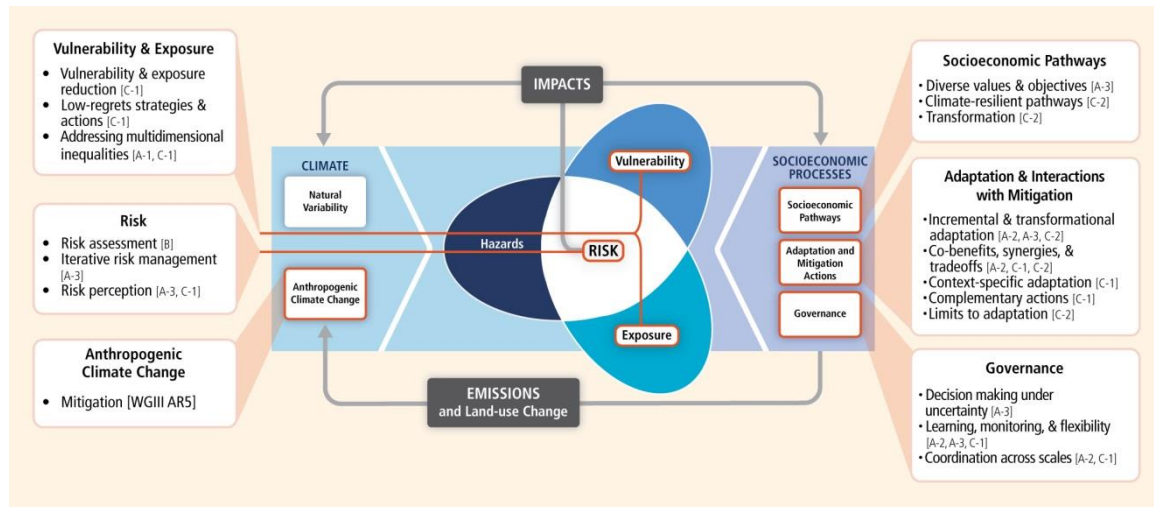 Vulnerability & Exposure
• Vulnerability & exposure
reduction [C-1]
• Low-regrets strategies &
actions [C-1]
• Addressing multidimensional
inequalities [A-1, C-1]
Risk
• Risk assessment [B]
• Iterative risk management
[A-3]
• Risk perception [A-3, C-1]
Anthropogenic
Climate Change
• Mitigation [WGIII AR5]
IMPACTS
CLIMATE
Natural
Variability
Anthropogenic
Climate Change
Vulnerability
Hazards
RISK
Exposure
EMISSIONS
and Land-use Change
SOCIOECONOMIC
PROCESSES
Socioeconomic
Pathways
Adaptation and
Mitigation
Actions
Governance
Socioeconomic Pathways
• Diverse values & objectives [A-3]
• Climate-resilient pathways [C-2]
• Transformation [C-2]
Adaptation & Interactions
with Mitigation
• Incremental & transformational
adaptation [A-2, A-3, C-2]
• Co-benefits, synergies, &
tradeoffs [A-2, C-1, C-2]
• Context-specific adaptation [C-1]
• Complementary actions [C-1]
• Limits to adaptation [C-2]
Governance
• Decision making under
uncertainty [A-3]
• Learning, monitoring, & flexibility
[A-2, A-3, C-1]
• Coordination across scales [A-2, C-1]